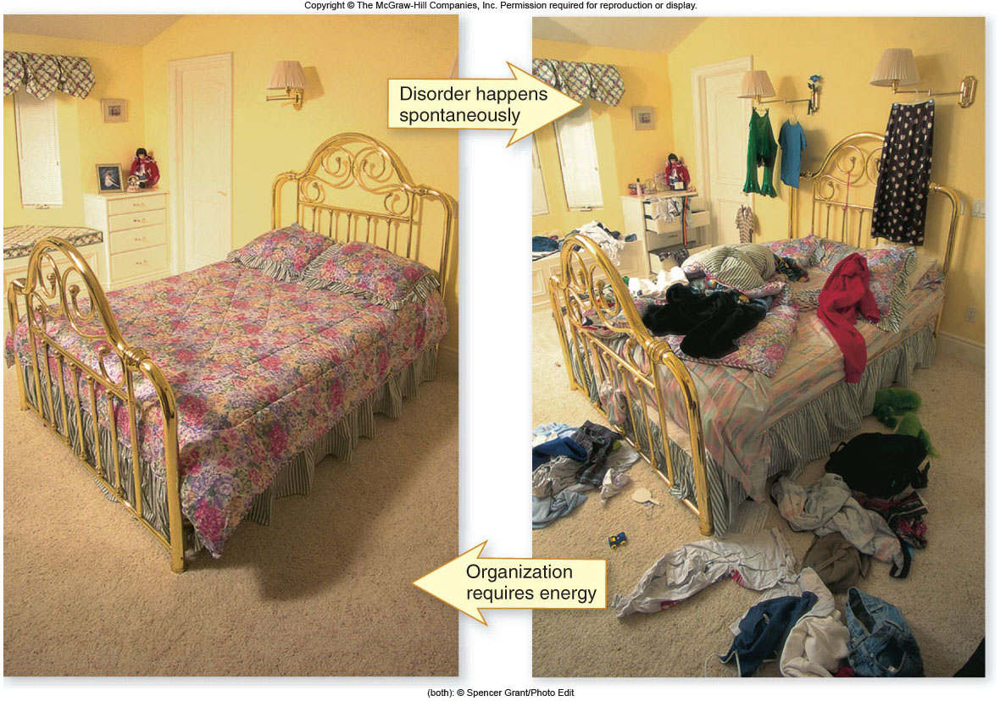 Copyright © The McGraw-Hill Companies, Inc. Permission required for reproduction or display.
Disorder happens
spontaneously
Organization
requires energy
(both): © Spencer Grant/Photo Edit